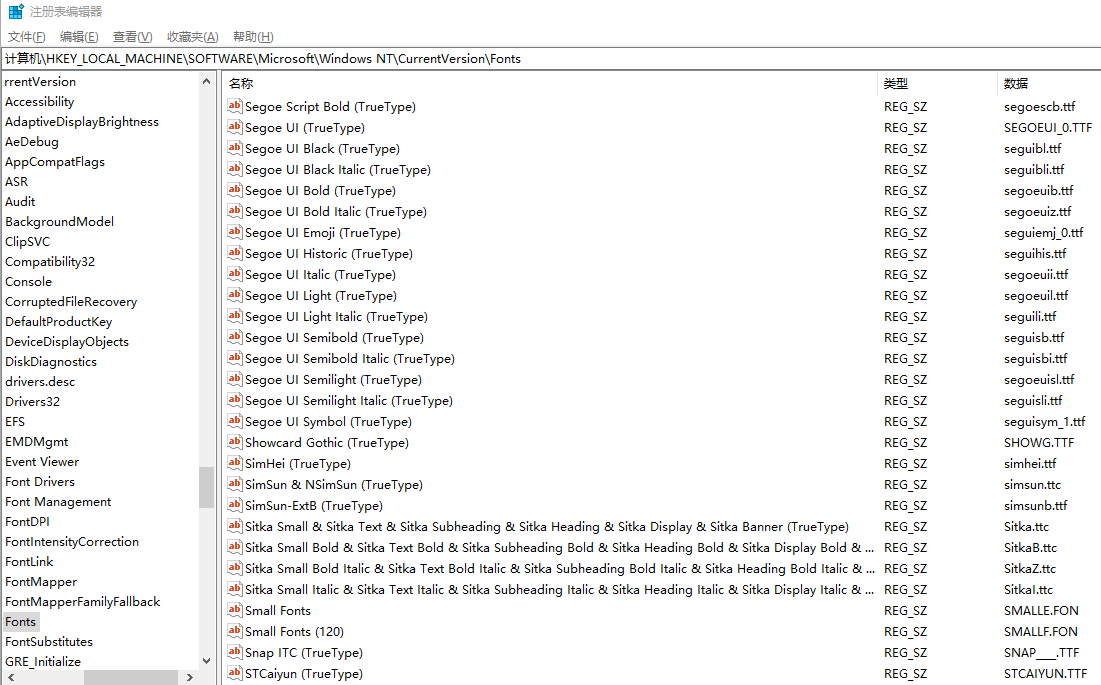 注册表编辑器
文件(F) 编辑(E) 查看(V) 收藏夹(A) 帮助(H)
计算机\HKEY_LOCAL_MACHINE\SOFTWARE\Microsoft\Windows NT\CurrentVersion\Fonts
rrentVersion
Accessibility
AdaptiveDisplayBrightness
AeDebug
AppCompatFlags
ASR
Audit
BackgroundModel
ClipSVC
Compatibility32
Console
CorruptedFileRecovery
DefaultProductKey
DeviceDisplayObjects
DiskDiagnostics
drivers.desc
Drivers32
EFS
EMDMgmt
Event Viewer
Font Drivers
Font Management
FontDPI
FontIntensityCorrection
FontLink
FontMapper
FontMapperFamilyFallback
Fonts
FontSubstitutes
GRE_Initialize
名称 类型 数据
Segoe Script Bold (TrueType) REG_SZ segoescb.ttf
Segoe UI (TrueType) REG_SZ SEGOEUI_0.TTF
Segoe UI Black (TrueType) REG_SZ seguibl.ttf
Segoe UI Black Italic (TrueType) REG_SZ seguibli.ttf
Segoe UI Bold (TrueType) REG_SZ segoeuib.ttf
Segoe UI Bold Italic (TrueType) REG_SZ segoeuiz.ttf
Segoe UI Emoji (TrueType) REG_SZ seguiemj_0.ttf
Segoe UI Historic (TrueType) REG_SZ seguihis.ttf
Segoe UI Italic (TrueType) REG_SZ segoeuii.ttf
Segoe UI Light (TrueType) REG_SZ segoeuil.ttf
Segoe UI Light Italic (TrueType) REG_SZ seguili.ttf
Segoe UI Semibold (TrueType) REG_SZ seguisb.ttf
Segoe UI Semibold Italic (TrueType) REG_SZ seguisbi.ttf
Segoe UI Semilight (TrueType) REG_SZ segoeuisl.ttf
Segoe UI Semilight Italic (TrueType) REG_SZ seguisli.ttf
Segoe UI Symbol (TrueType) REG_SZ seguisym_1.ttf
Showcard Gothic (TrueType) REG_SZ SHOWG.TTF
SimHei (TrueType) REG_SZ simhei.ttf
SimSun & NSimSun (TrueType) REG_SZ simsun.ttc
SimSun-ExtB (TrueType) REG_SZ simsunb.ttf
Sitka Small & Sitka Text & Sitka Subheading & Sitka Heading & Sitka Display & Sitka Banner (TrueType) REG_SZ Sitka.ttc
Sitka Small Bold & Sitka Text Bold & Sitka Subheading Bold & Sitka Heading Bold & Sitka Display Bold & ... REG_SZ SitkaB.ttc
Sitka Small Bold Italic & Sitka Text Bold Italic & Sitka Subheading Bold Italic & Sitka Heading Bold Italic & ... REG_SZ SitkaZ.ttc
Sitka Small Italic & Sitka Text Italic & Sitka Subheading Italic & Sitka Heading Italic & Sitka Display Italic & ... REG_SZ SitkaI.ttc
Small Fonts REG_SZ SMALLE.FON
Small Fonts (120) REG_SZ SMALLF.FON
Snap ITC (TrueType) REG_SZ SNAP____.TTF
STCaiyun (TrueType) REG_SZ STCAIYUN.TTF